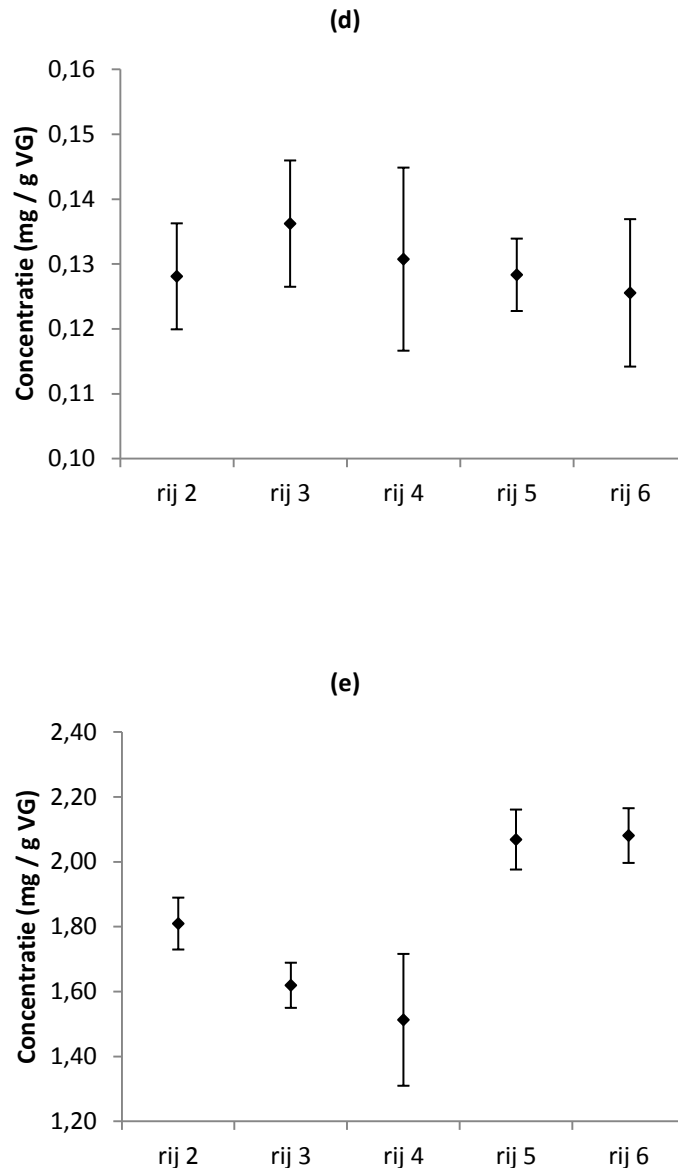 (d)
Concentratie (mg / g VG)
0,16
0,15
0,14
0,13
0,12
0,11
0,10
rij 2 rij 3 rij 4 rij 5 rij 6
(e)
Concentratie (mg / g VG)
2,40
2,20
2,00
1,80
1,60
1,40
1,20
rij 2 rij 3 rij 4 rij 5 rij 6